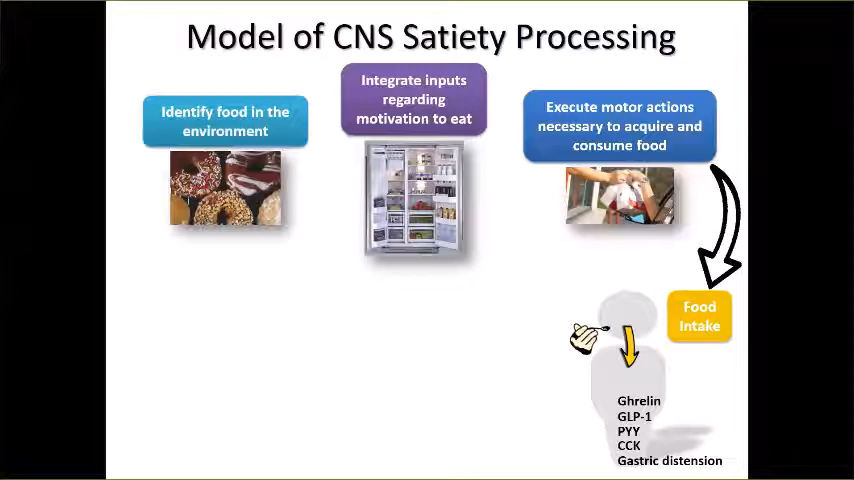 Model of CNS Satiety Processing
Identify food in the
environment
Integrate inputs
regarding
motivation to eat
Execute motor actions
necessary to acquire and
consume food
Food
Intake
Ghrelin
GLP-1
PYY
CCK
Gastric distension